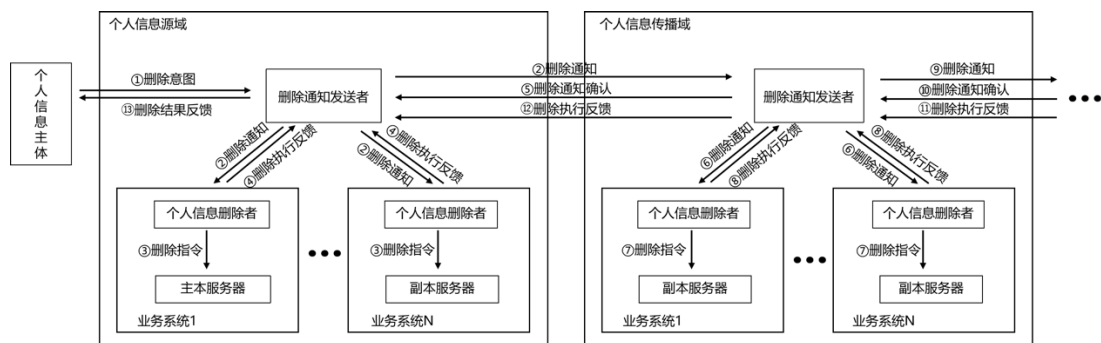 个人信息源域
个人信息传播域
个人信息主体
①删除意图
⑬删除结果反馈
删除通知发送者
②删除通知
⑤删除通知确认
⑫删除执行反馈
删除通知发送者
⑨删除通知
⑩删除通知确认
⑪删除执行反馈
②删除通知
④删除执行反馈
④删除执行反馈
②删除通知
⑥删除通知
⑧删除执行反馈
⑧删除执行反馈
⑥删除通知
个人信息删除者
③删除指令
主本服务器
业务系统1
个人信息删除者
③删除指令
副本服务器
业务系统N
个人信息删除者
⑦删除指令
副本服务器
业务系统1
个人信息删除者
⑦删除指令
副本服务器
业务系统N